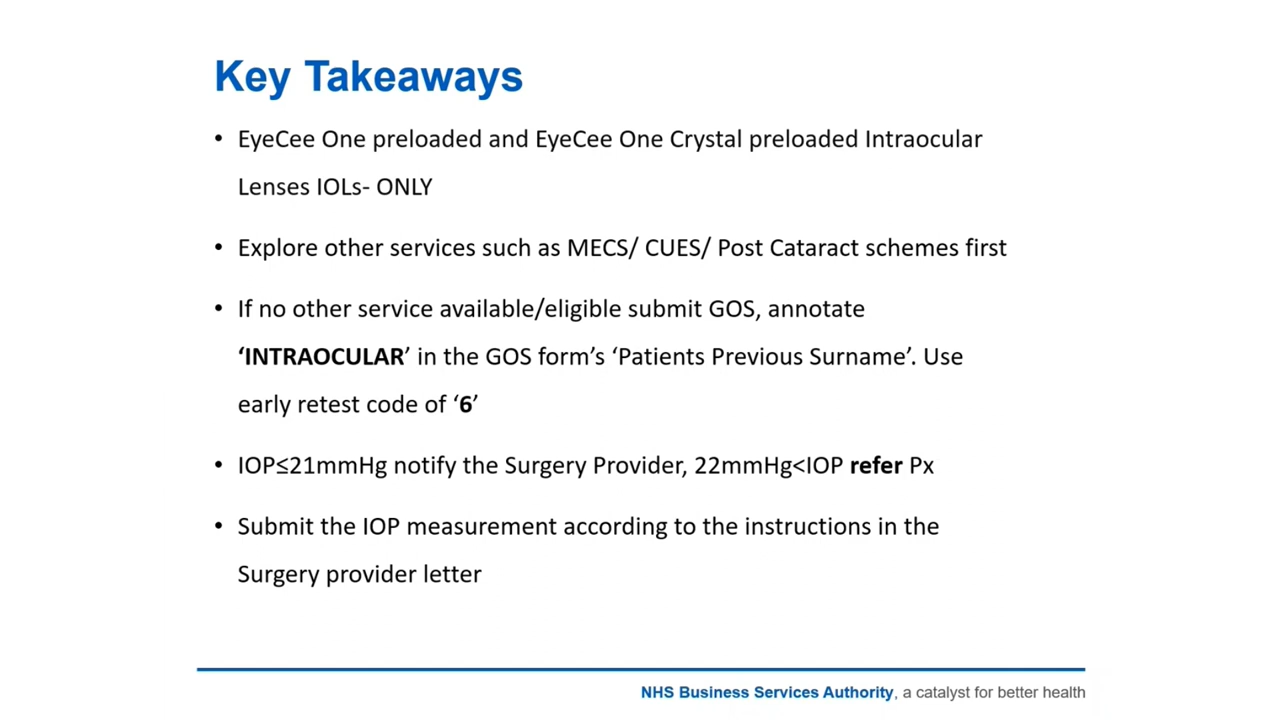 Key Takeaways
• EyeCee One preloaded and EyeCee One Crystal preloaded Intraocular
Lenses IOLs- ONLY
• Explore other services such as MECS/ CUES/ Post Cataract schemes first
• If no other service available/eligible submit GOS, annotate
‘INTRAOCULAR’ in the GOS form’s ‘Patients Previous Surname’. Use
early retest code of ‘6’
• IOP≤21mmHg notify the Surgery Provider, 22mmHg<IOP refer Px
• Submit the IOP measurement according to the instructions in the
Surgery provider letter
NHS Business Services Authority, a catalyst for better health